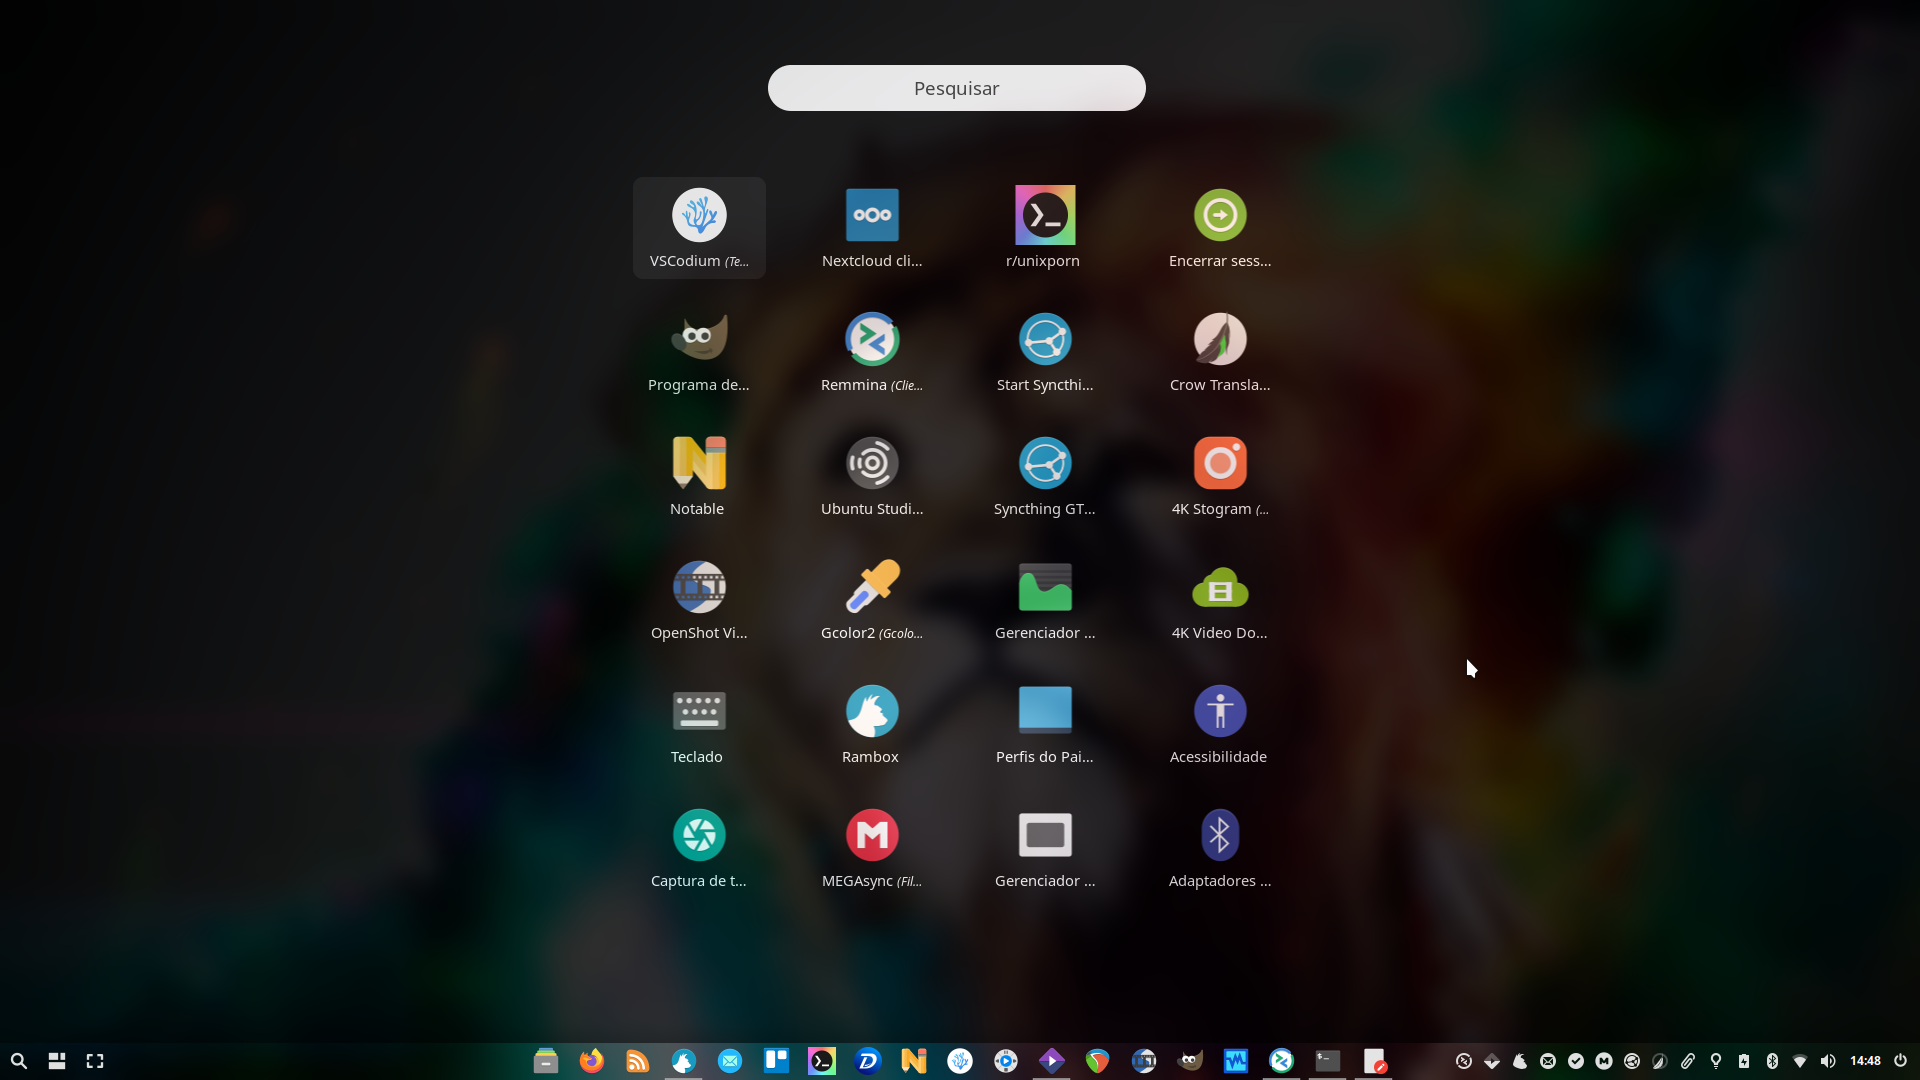 Pesquisar
VSCodium (Te...
Nextcloud cli...
r/unixporn
Encerrar sess...
Programa de...
Remmina (Clie...
Start Syncthi...
Crow Transla...
Notable
Ubuntu Studi...
Syncthing GT...
4K Stogram (...
OpenShot Vi...
Gcolor2 (Gcolo...
Gerenciador ...
4K Video Do...
Teclado
Rambox
Perfis do Pai...
Acessibilidade
Captura de t...
MEGAsync (Fil...
Gerenciador ...
Adaptadores ...
14:48